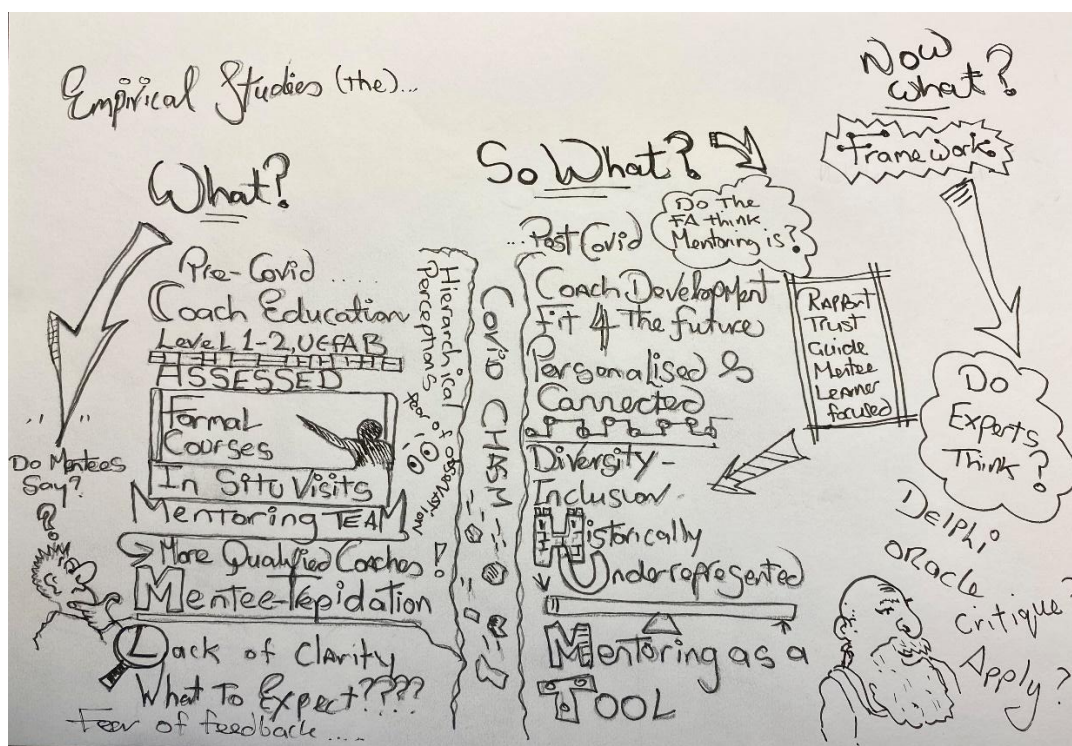 Empirical Studies (the)...
What?
Do Mentees
Say?
Pre-Covid ....
Coach Education
Level 1-2, UEFA B
ASSESSED
Formal
Courses
In Situ Visits
Mentoring TEAM
More Qualified Coaches!
Mentee-Tepidation
Lack of Clarity
What To Expect????
Fear of feedback....
Hierarchical
Perceptions
Fear of observation
COVID CHASM
So What?
Do The
FA think
Mentoring is?
...Post Covid
Coach Development
Fit 4 The future
Personalised &
Connected
Diversity-
Inclusion-
Historically
Underrepresented
Mentoring as a
TOOL
RAPPORT
Trust
Guide
Mentee
Learner
focused
Now
what?
Framework
Do
Experts
Think?
Delphi
oracle
critique?
Apply?